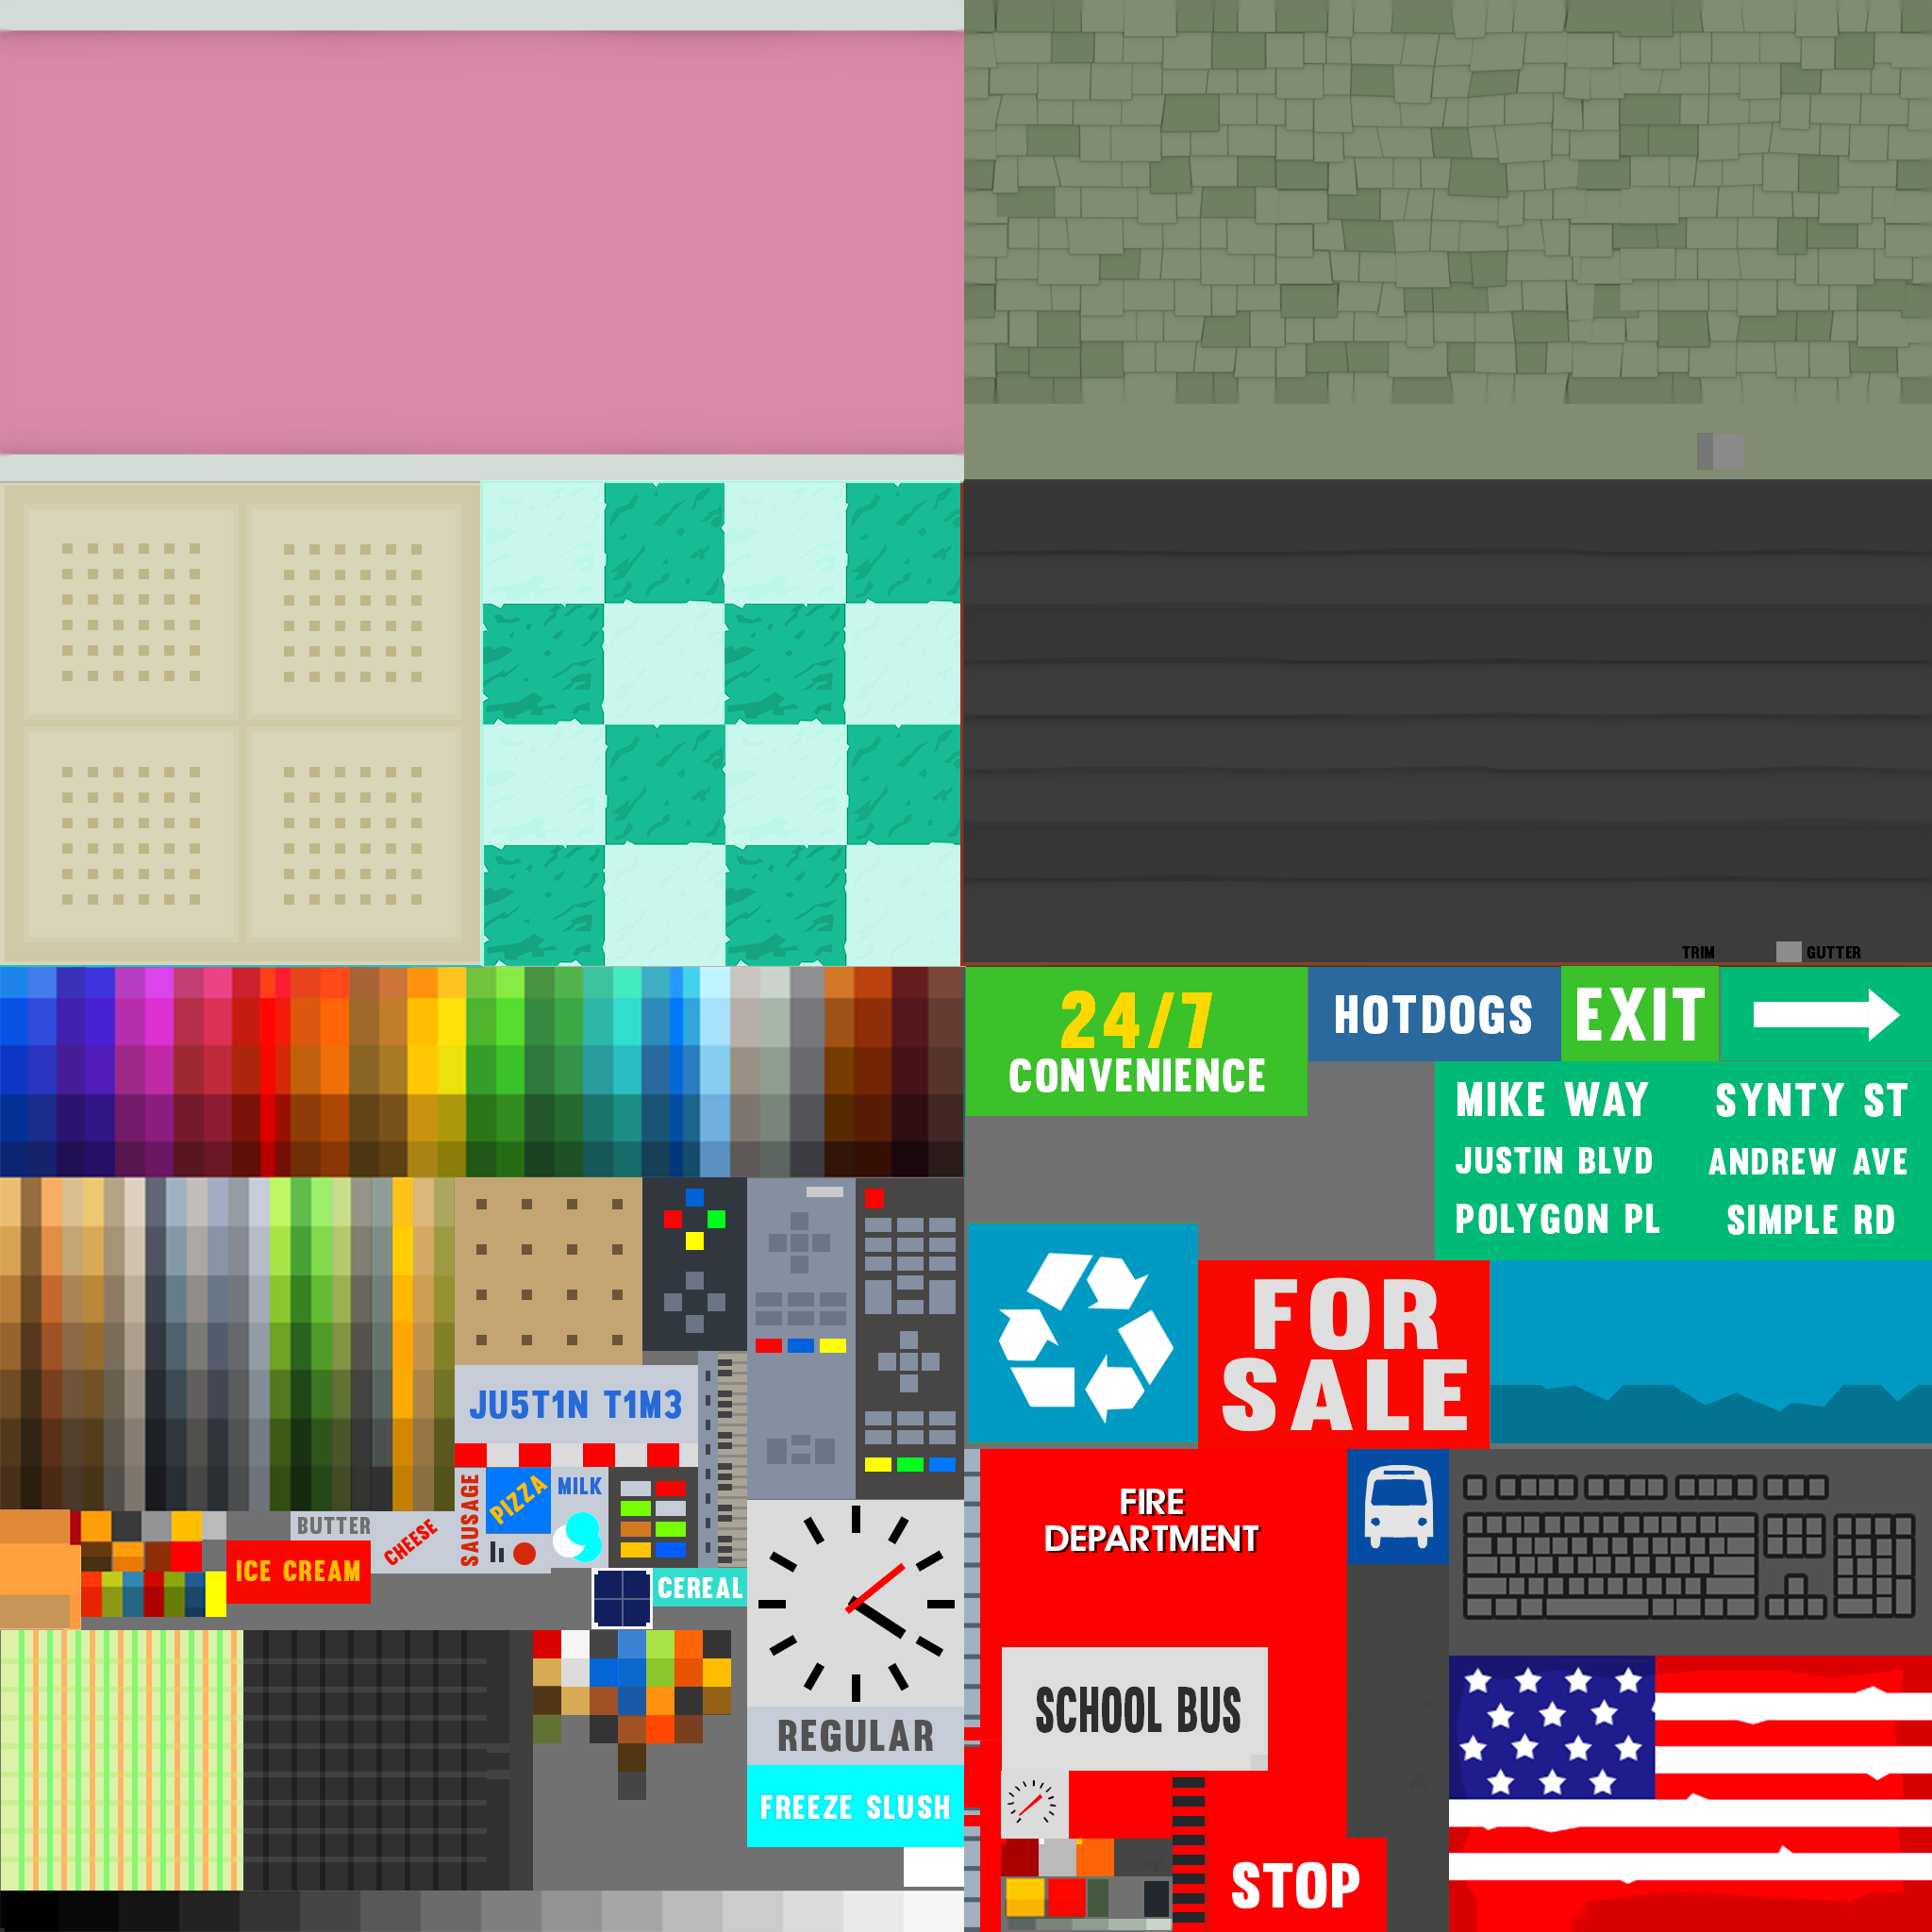 TRIM GUTTER
24/7
CONVENIENCE
HOTDOGS
EXIT
MIKE WAY
SYNTY ST
JUSTIN BLVD
ANDREW AVE
POLYGON PL
SIMPLE RD
FOR
SALE
JU5T1N T1M3
SAUSAGE
PIZZA
MILK
BUTTER
CHEESE
ICE CREAM
CEREAL
REGULAR
FREEZE SLUSH
FIRE
DEPARTMENT
SCHOOL BUS
STOP